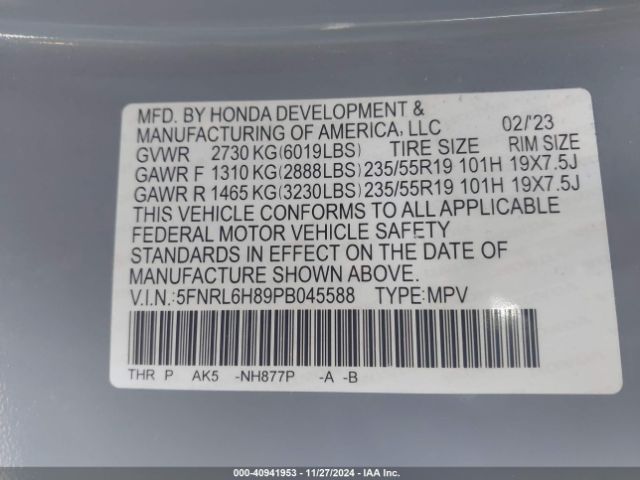 MFD. BY HONDA DEVELOPMENT &
MANUFACTURING OF AMERICA, LLC 02/'23
GVWR 2730 KG(6019LBS) TIRE SIZE RIM SIZE
GAWR F 1310 KG(2888LBS) 235/55R19 101H 19X7.5J
GAWR R 1465 KG(3230LBS) 235/55R19 101H 19X7.5J
THIS VEHICLE CONFORMS TO ALL APPLICABLE
FEDERAL MOTOR VEHICLE SAFETY
STANDARDS IN EFFECT ON THE DATE OF
MANUFACTURE SHOWN ABOVE.
V.I.N.:5FNRL6H89PB045588 TYPE:MPV
THR P AK5 -NH877P -A -B
000-40941953 - 11/27/2024 - IAA Inc.